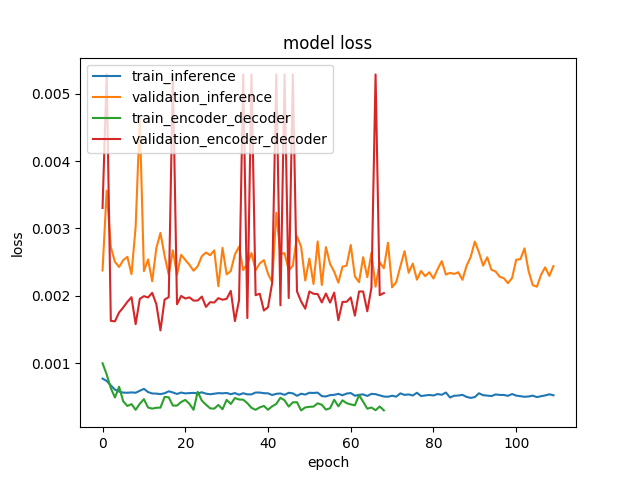 model loss
train_inference
validation_inference
train_encoder_decoder
validation_encoder_decoder
0.005
0.004
0.003
0.002
0.001
loss
0 20 40 60 80 100
epoch